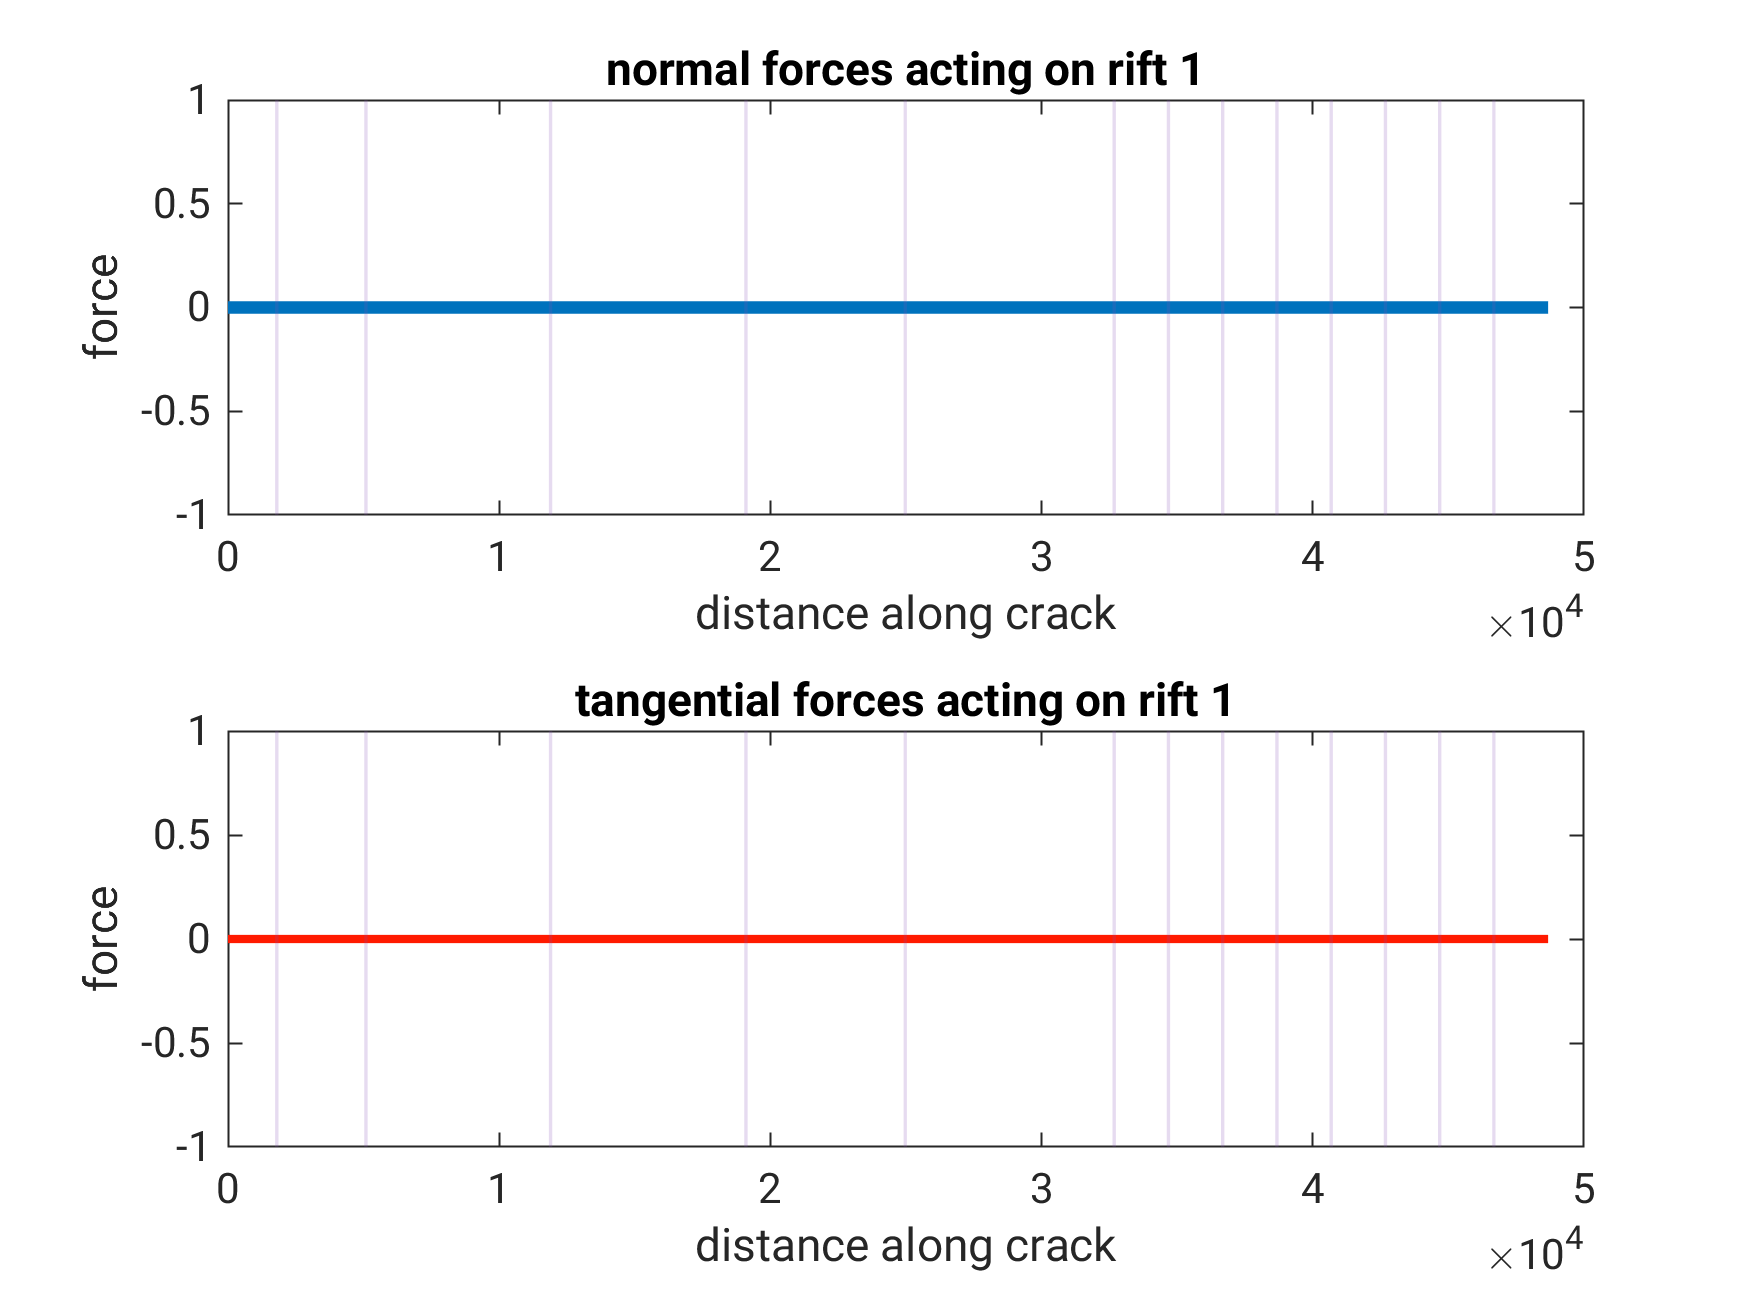 normal forces acting on rift 1
1
0.5
0
-0.5
-1
force
0 1 2 3 4 5
distance along crack
×10^4
tangential forces acting on rift 1
1
0.5
0
-0.5
-1
force
0 1 2 3 4 5
distance along crack
×10^4